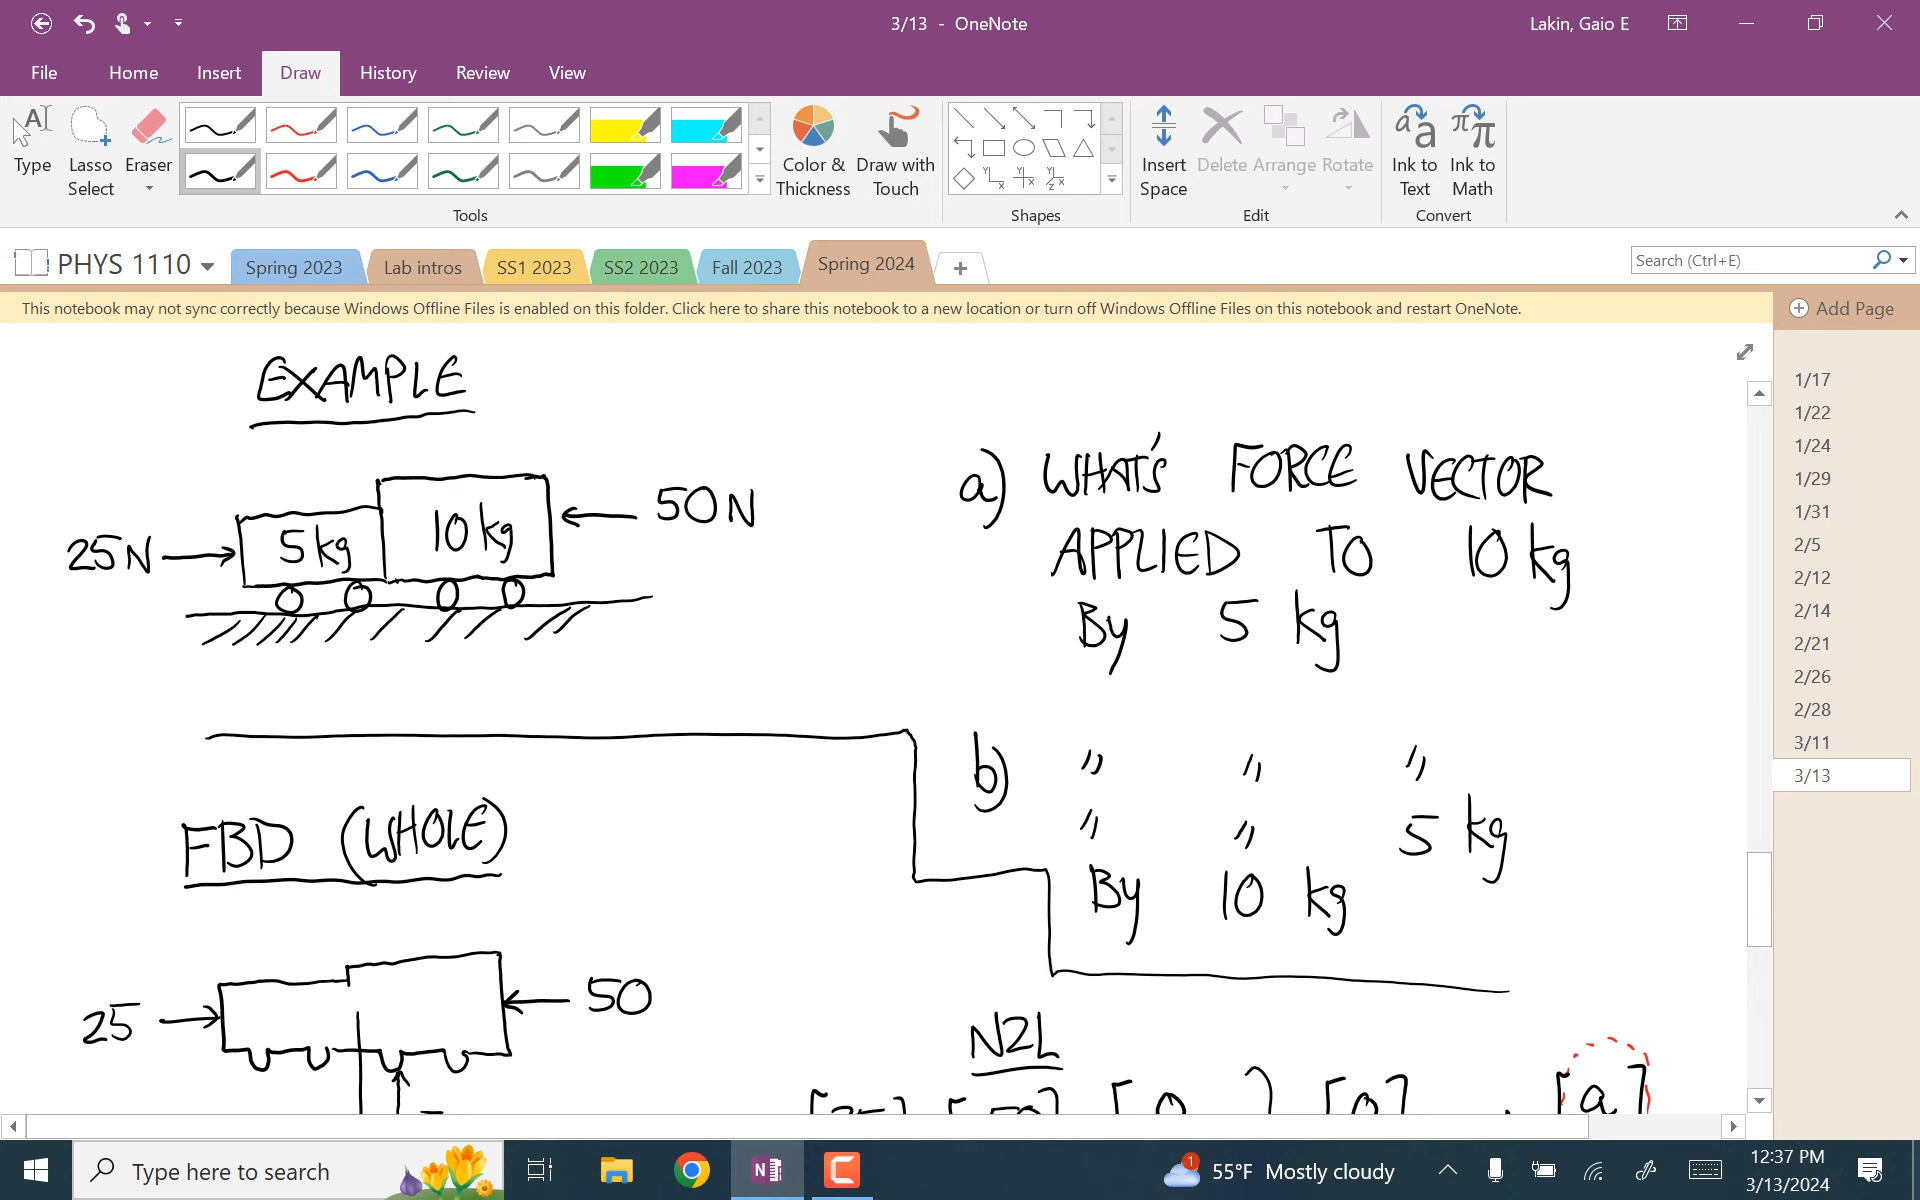 3/13 - OneNote
Lakin, Gaio E
File Home Insert Draw History Review View
Type
Lasso Select
Eraser
Color & Thickness
Draw with Touch
Insert Space
Delete
Arrange
Rotate
Ink to Text
Ink to Math
Tools
Shapes
Edit
Convert
PHYS 1110
Spring 2023
Lab intros
SS1 2023
SS2 2023
Fall 2023
Spring 2024
Search (Ctrl+E)
This notebook may not sync correctly because Windows Offline Files is enabled on this folder. Click here to share this notebook to a new location or turn off Windows Offline Files on this notebook and restart OneNote.
Add Page
1/17
1/22
1/24
1/29
1/31
2/5
2/12
2/14
2/21
2/26
2/28
3/11
3/13
EXAMPLE
25N
5 kg
10 kg
50 N
a) WHAT'S FORCE VECTOR
APPLIED TO 10 kg
By 5 kg
b) " " "
" " 5 kg
By 10 kg
FBD (WHOLE)
25
50
N2L
[a]
Type here to search
1
55°F Mostly cloudy
12:37 PM
3/13/2024